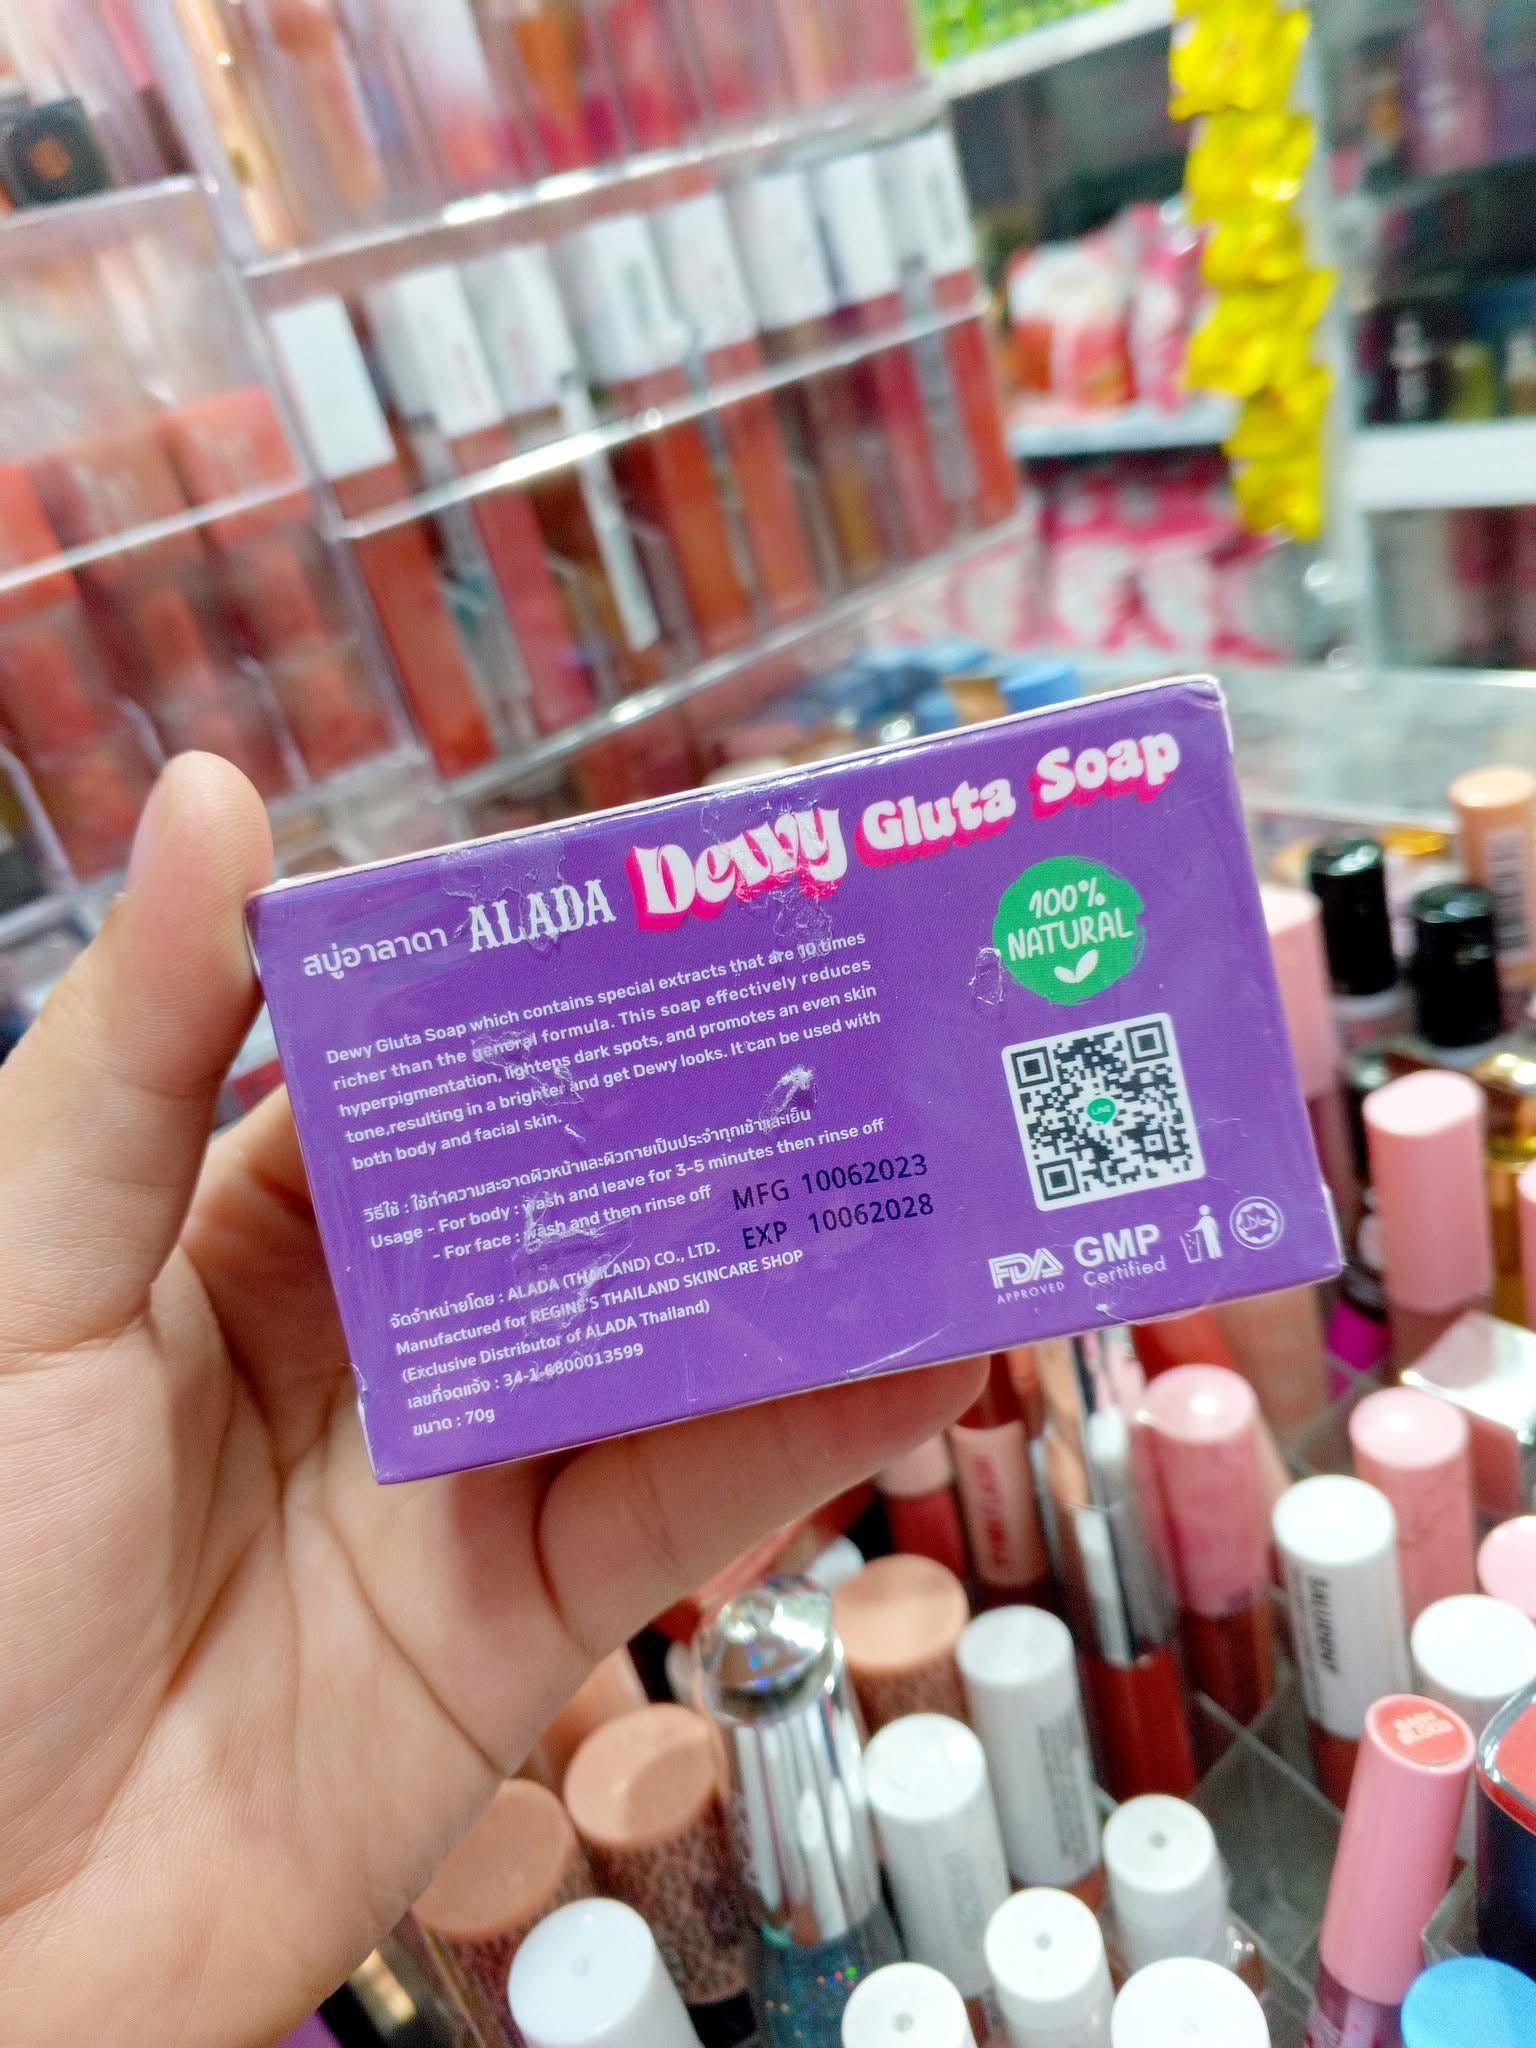 สบู่อาลาดา ALADA Dewy Gluta Soap
Dewy Gluta Soap which contains special extracts that are 10 times
richer than the general formula. This soap effectively reduces
hyperpigmentation, lightens dark spots, and promotes an even skin
tone,resulting in a brighter and get Dewy looks. It can be used with
both body and facial skin.
100%
NATURAL
LINE
วิธีใช้ : ใช้ทำความสะอาดผิวหน้าและผิวกายเป็นประจำทุกเช้าและเย็น
Usage - For body : wash and leave for 3-5 minutes then rinse off
- For face : wash and then rinse off
MFG 10062023
EXP 10062028
จัดจำหน่ายโดย : ALADA (THAILAND) CO., LTD.
Manufactured for REGINE'S THAILAND SKINCARE SHOP
(Exclusive Distributor of ALADA Thailand)
เลขที่จดแจ้ง : 34-1-6800013599
ขนาด : 70g
FDA
APPROVED
GMP
Certified